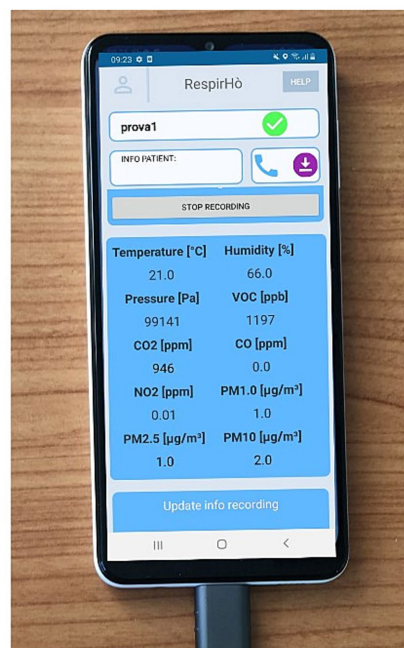 09:23
RespirHò
HELP
prova1
INFO PATIENT:
STOP RECORDING
Temperature [°C] Humidity [%]
21.0 66.0
Pressure [Pa] VOC [ppb]
99141 1197
CO2 [ppm] CO [ppm]
946 0.0
NO2 [ppm] PM1.0 [µg/m³]
0.01 1.0
PM2.5 [µg/m³] PM10 [µg/m³]
1.0 2.0
Update info recording